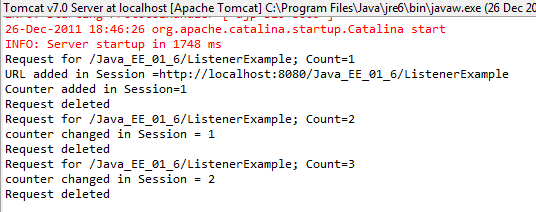 Tomcat v7.0 Server at localhost [Apache Tomcat] C:\Program Files\Java\jre6\bin\javaw.exe (26 Dec 20
26-Dec-2011 18:46:26 org.apache.catalina.startup.Catalina start
INFO: Server startup in 1748 ms
Request for /Java_EE_01_6/ListenerExample; Count=1
URL added in Session =http://localhost:8080/Java_EE_01_6/ListenerExample
Counter added in Session=1
Request deleted
Request for /Java_EE_01_6/ListenerExample; Count=2
counter changed in Session = 1
Request deleted
Request for /Java_EE_01_6/ListenerExample; Count=3
counter changed in Session = 2
Request deleted